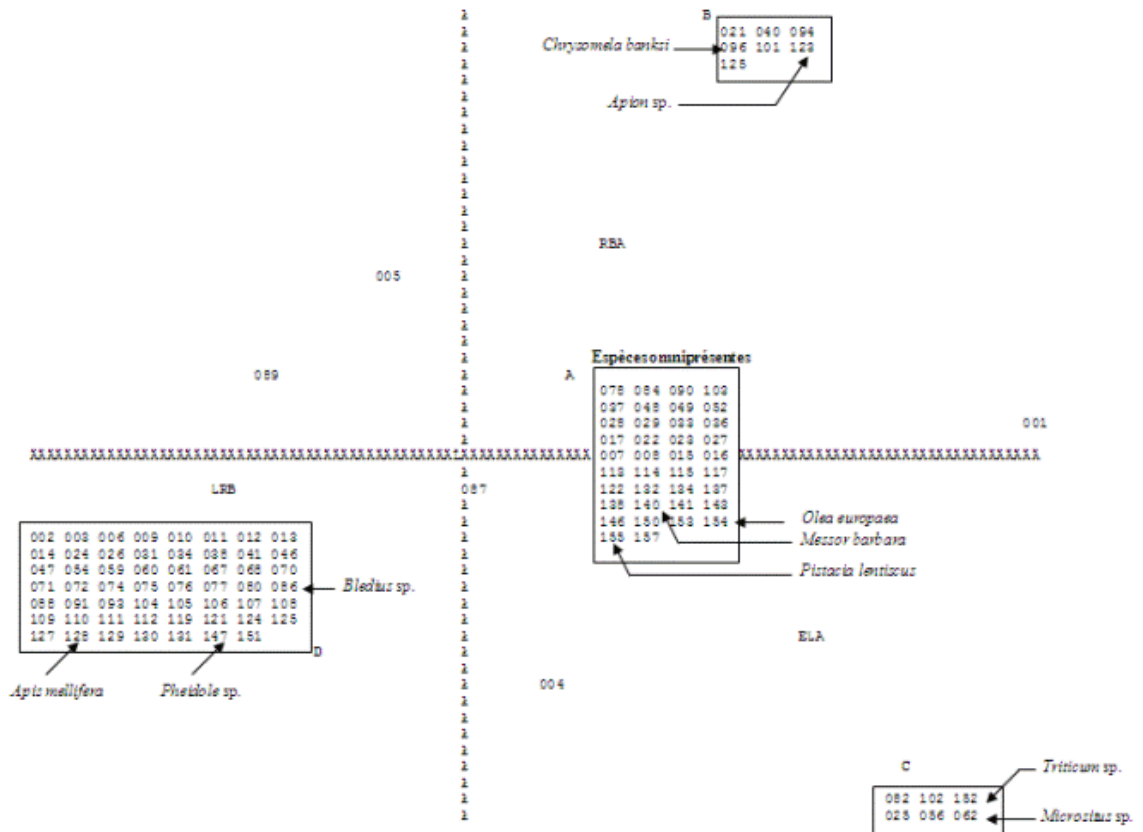 B
021 040 094
Chrysomela banksi
096 101 123
125
Apion sp.
RBA
005
Espèces omniprésentes
089
A
078 084 090 103
037 048 049 052
028 029 033 036
001
017 022 023 027
007 008 015 016
113 114 115 117
LRB
087
122 132 134 137
138 140 141 143
146 150 153 154
Olea europaea
155 157
Messor barbara
Pistacia lentiscus
002 003 006 009 010 011 012 013
014 024 026 031 034 038 041 046
047 054 059 060 061 067 068 070
071 072 074 075 076 077 080 086
Bledius sp.
088 091 093 104 105 106 107 108
109 110 111 112 119 121 124 125
127 128 129 130 131 147 151
D
ELA
Apis mellifera
Pheidole sp.
004
C
Triticum sp.
082 102 152
025 056 062
Micrositus sp.